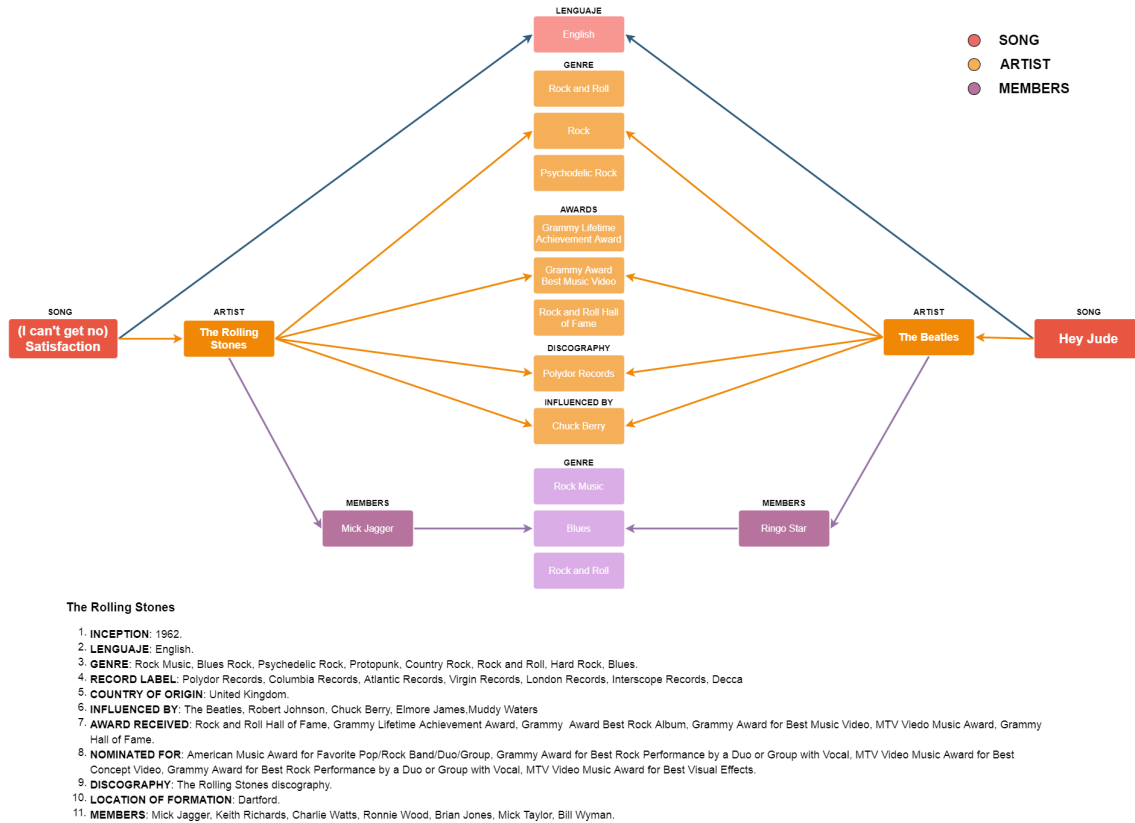 LENGUAJE
English
SONG
ARTIST
MEMBERS
GENRE
Rock and Roll
Rock
Psychodelic Rock
AWARDS
Grammy Lifetime
Achievement Award
Grammy Award
Best Music Video
Rock and Roll Hall
of Fame
SONG
(I can't get no)
Satisfaction
ARTIST
The Rolling
Stones
ARTIST
The Beatles
SONG
Hey Jude
DISCOGRAPHY
Polydor Records
INFLUENCED BY
Chuck Berry
GENRE
Rock Music
MEMBERS
Mick Jagger
Blues
MEMBERS
Ringo Star
Rock and Roll
The Rolling Stones
1. INCEPTION: 1962.
2. LENGUAJE: English.
3. GENRE: Rock Music, Blues Rock, Psychedelic Rock, Protopunk, Country Rock, Rock and Roll, Hard Rock, Blues.
4. RECORD LABEL: Polydor Records, Columbia Records, Atlantic Records, Virgin Records, London Records, Interscope Records, Decca
5. COUNTRY OF ORIGIN: United Kingdom.
6. INFLUENCED BY: The Beatles, Robert Johnson, Chuck Berry, Elmore James,Muddy Waters
7. AWARD RECEIVED: Rock and Roll Hall of Fame, Grammy Lifetime Achievement Award, Grammy Award Best Rock Album, Grammy Award for Best Music Video, MTV Viedo Music Award, Grammy
Hall of Fame.
8. NOMINATED FOR: American Music Award for Favorite Pop/Rock Band/Duo/Group, Grammy Award for Best Rock Performance by a Duo or Group with Vocal, MTV Video Music Award for Best
Concept Video, Grammy Award for Best Rock Performance by a Duo or Group with Vocal, MTV Video Music Award for Best Visual Effects.
9. DISCOGRAPHY: The Rolling Stones discography.
10. LOCATION OF FORMATION: Dartford.
11. MEMBERS: Mick Jagger, Keith Richards, Charlie Watts, Ronnie Wood, Brian Jones, Mick Taylor, Bill Wyman.